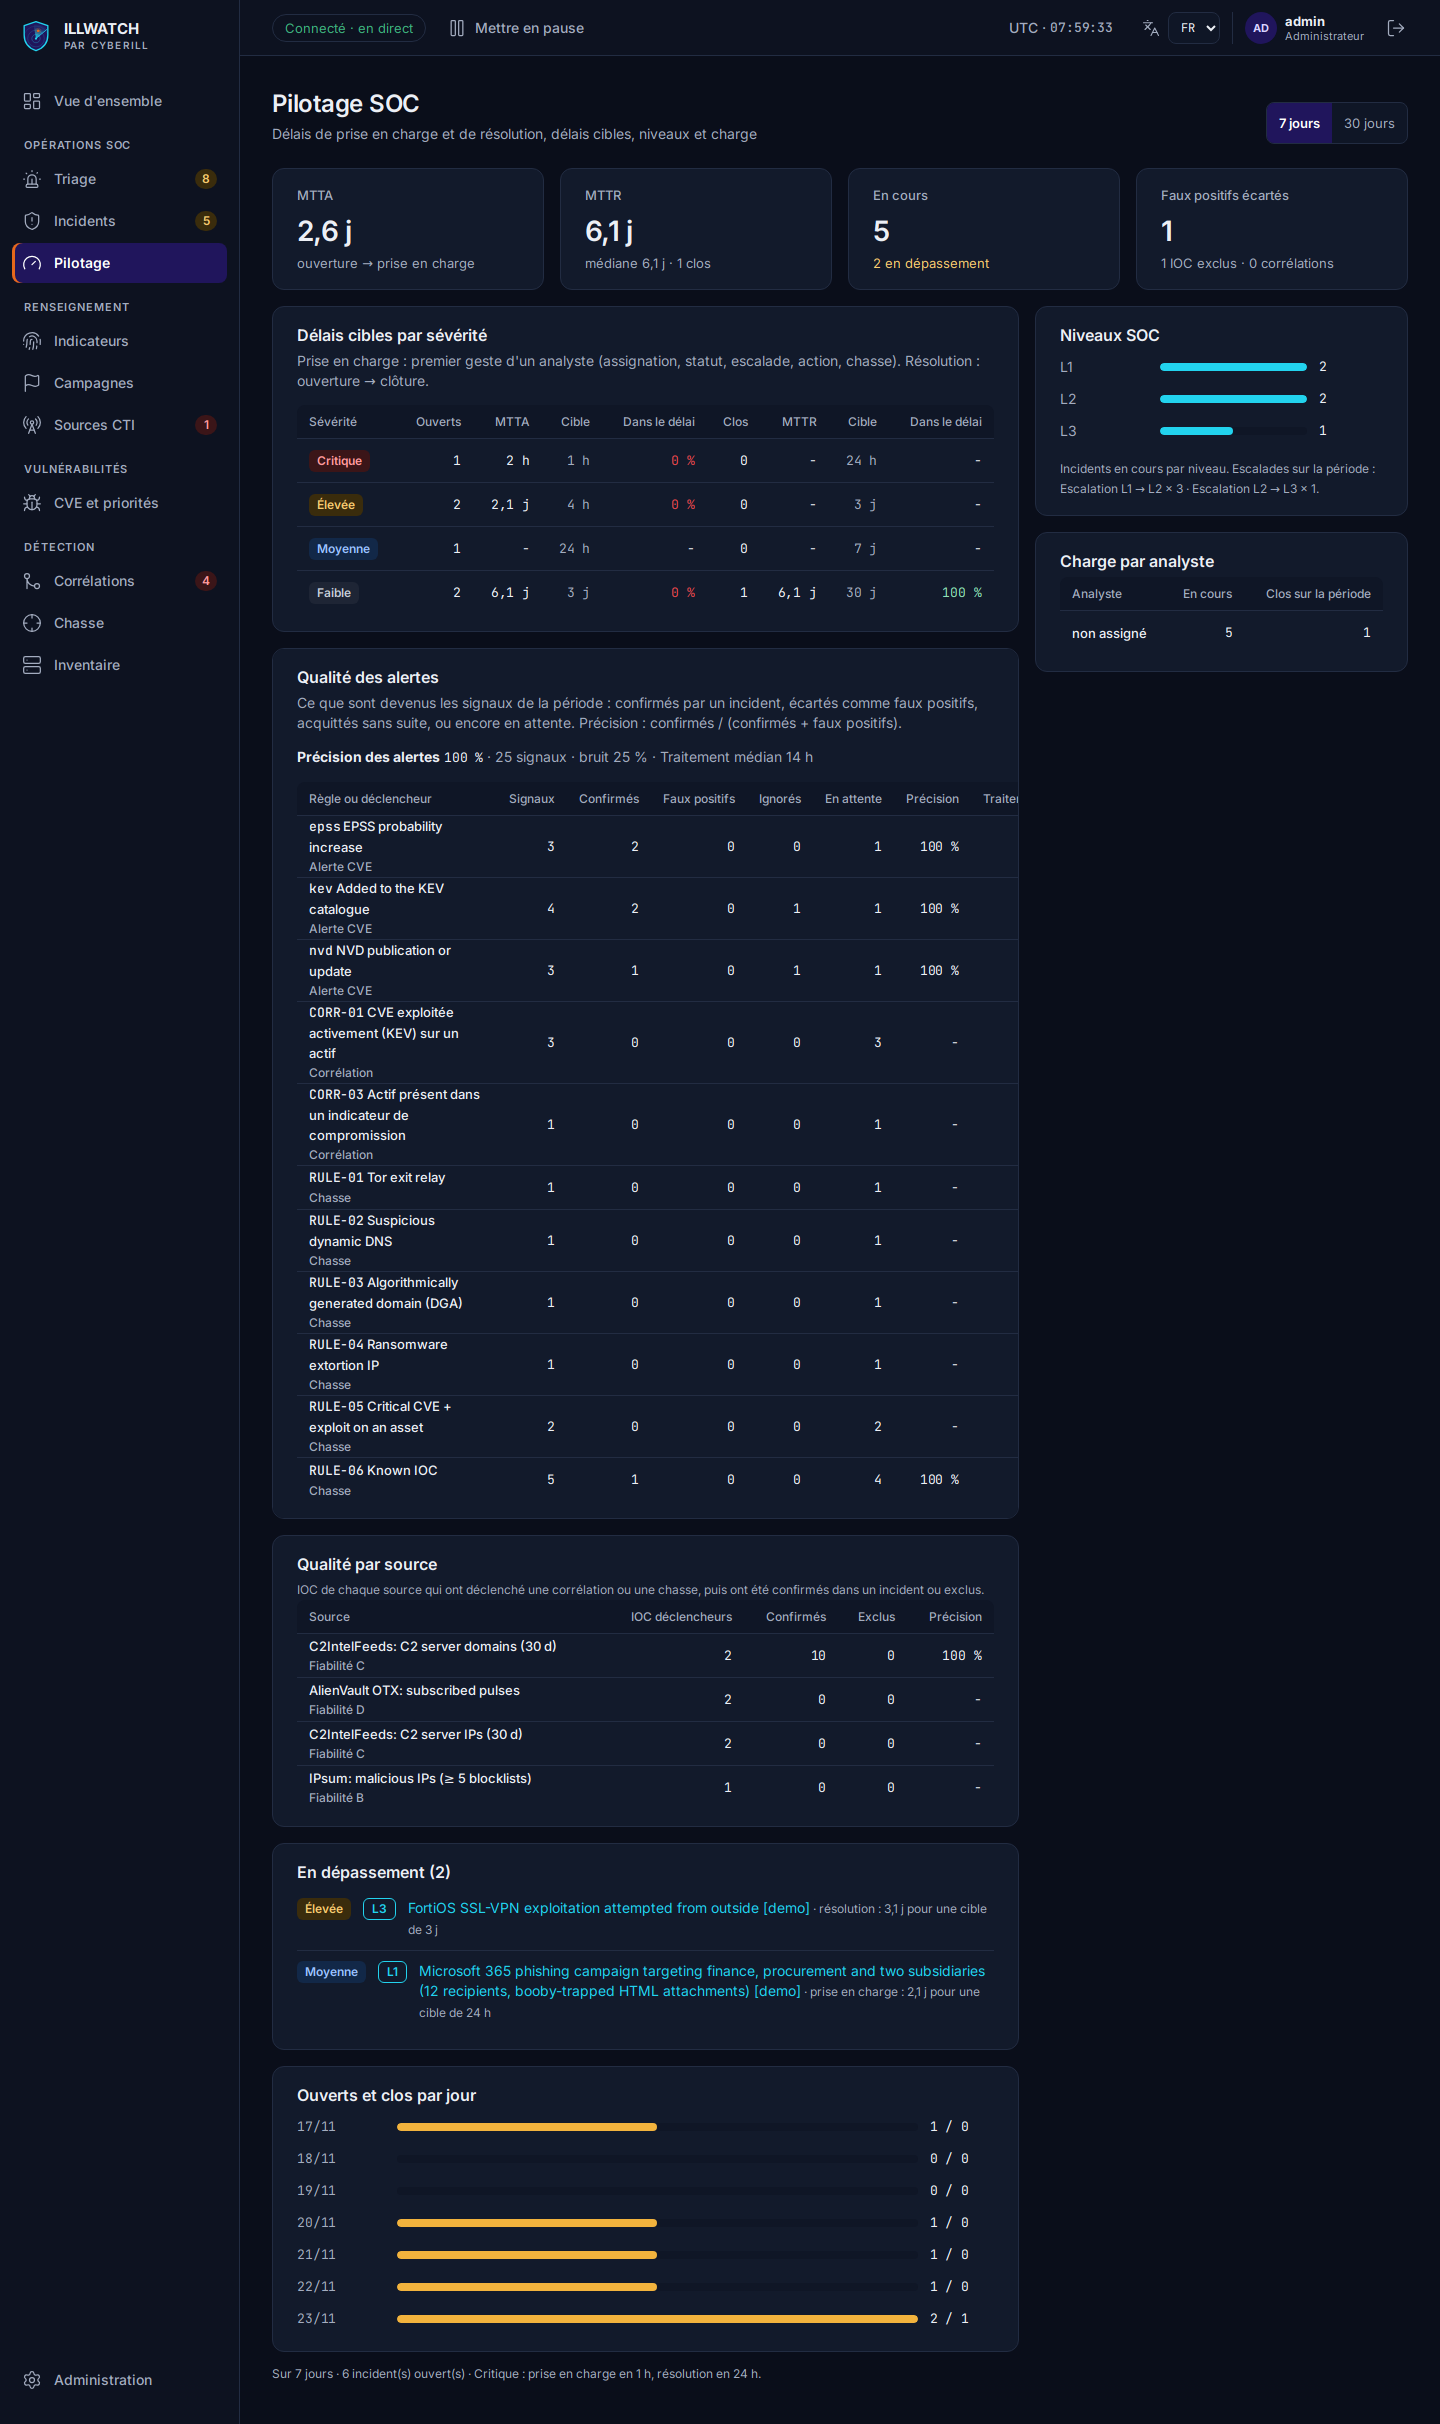 ILLWATCH
PAR CYBERILL
Vue d'ensemble
OPÉRATIONS SOC
Triage 8
Incidents 5
Pilotage
RENSEIGNEMENT
Indicateurs
Campagnes
Sources CTI 1
VULNÉRABILITÉS
CVE et priorités
DÉTECTION
Corrélations 4
Chasse
Inventaire
Administration
Connecté · en direct Mettre en pause UTC · 07:59:33 FR AD admin
Administrateur
Pilotage SOC
Délais de prise en charge et de résolution, délais cibles, niveaux et charge
7 jours 30 jours
MTTA
2,6 j
ouverture → prise en charge
MTTR
6,1 j
médiane 6,1 j · 1 clos
En cours
5
2 en dépassement
Faux positifs écartés
1
1 IOC exclus · 0 corrélations
Délais cibles par sévérité
Prise en charge : premier geste d'un analyste (assignation, statut, escalade, action, chasse). Résolution :
ouverture → clôture.
Sévérité Ouverts MTTA Cible Dans le délai Clos MTTR Cible Dans le délai
Critique 1 2 h 1 h 0 % 0 - 24 h -
Élevée 2 2,1 j 4 h 0 % 0 - 3 j -
Moyenne 1 - 24 h - 0 - 7 j -
Faible 2 6,1 j 3 j 0 % 1 6,1 j 30 j 100 %
Niveaux SOC
L1 2
L2 2
L3 1
Incidents en cours par niveau. Escalades sur la période :
Escalation L1 → L2 × 3 · Escalation L2 → L3 × 1.
Charge par analyste
Analyste En cours Clos sur la période
non assigné 5 1
Qualité des alertes
Ce que sont devenus les signaux de la période : confirmés par un incident, écartés comme faux positifs,
acquittés sans suite, ou encore en attente. Précision : confirmés / (confirmés + faux positifs).
Précision des alertes 100 % · 25 signaux · bruit 25 % · Traitement médian 14 h
Règle ou déclencheur Signaux Confirmés Faux positifs Ignorés En attente Précision
epss EPSS probability
increase
Alerte CVE
3 2 0 0 1 100 %
kev Added to the KEV
catalogue
Alerte CVE
4 2 0 1 1 100 %
nvd NVD publication or
update
Alerte CVE
3 1 0 1 1 100 %
CORR-01 CVE exploitée
activement (KEV) sur un
actif
Corrélation
3 0 0 0 3 -
CORR-03 Actif présent dans
un indicateur de
compromission
Corrélation
1 0 0 0 1 -
RULE-01 Tor exit relay
Chasse
1 0 0 0 1 -
RULE-02 Suspicious
dynamic DNS
Chasse
1 0 0 0 1 -
RULE-03 Algorithmically
generated domain (DGA)
Chasse
1 0 0 0 1 -
RULE-04 Ransomware
extortion IP
Chasse
1 0 0 0 1 -
RULE-05 Critical CVE +
exploit on an asset
Chasse
2 0 0 0 2 -
RULE-06 Known IOC
Chasse
5 1 0 0 4 100 %
Qualité par source
IOC de chaque source qui ont déclenché une corrélation ou une chasse, puis ont été confirmés dans un incident ou exclus.
Source IOC déclencheurs Confirmés Exclus Précision
C2IntelFeeds: C2 server domains (30 d)
Fiabilité C
2 10 0 100 %
AlienVault OTX: subscribed pulses
Fiabilité D
2 0 0 -
C2IntelFeeds: C2 server IPs (30 d)
Fiabilité C
2 0 0 -
IPsum: malicious IPs (≥ 5 blocklists)
Fiabilité B
1 0 0 -
En dépassement (2)
Élevée L3 FortiOS SSL-VPN exploitation attempted from outside [demo] · résolution : 3,1 j pour une cible
de 3 j
Moyenne L1 Microsoft 365 phishing campaign targeting finance, procurement and two subsidiaries
(12 recipients, booby-trapped HTML attachments) [demo] · prise en charge : 2,1 j pour une
cible de 24 h
Ouverts et clos par jour
17/11 1 / 0
18/11 0 / 0
19/11 0 / 0
20/11 1 / 0
21/11 1 / 0
22/11 1 / 0
23/11 2 / 1
Sur 7 jours · 6 incident(s) ouvert(s) · Critique : prise en charge en 1 h, résolution en 24 h.